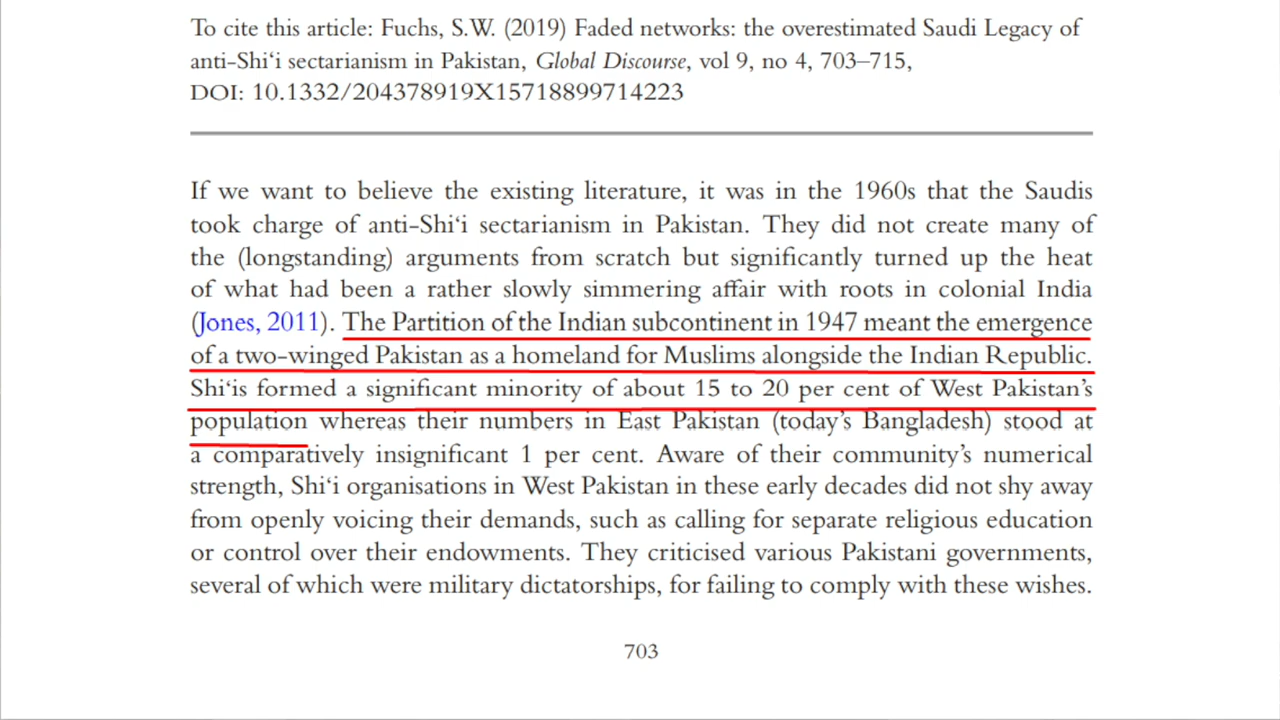 To cite this article: Fuchs, S.W. (2019) Faded networks: the overestimated Saudi Legacy of
anti-Shi‘i sectarianism in Pakistan, Global Discourse, vol 9, no 4, 703–715,
DOI: 10.1332/204378919X15718899714223
If we want to believe the existing literature, it was in the 1960s that the Saudis
took charge of anti-Shi‘i sectarianism in Pakistan. They did not create many of
the (longstanding) arguments from scratch but significantly turned up the heat
of what had been a rather slowly simmering affair with roots in colonial India
(Jones, 2011). The Partition of the Indian subcontinent in 1947 meant the emergence
of a two-winged Pakistan as a homeland for Muslims alongside the Indian Republic.
Shi‘is formed a significant minority of about 15 to 20 per cent of West Pakistan’s
population whereas their numbers in East Pakistan (today’s Bangladesh) stood at
a comparatively insignificant 1 per cent. Aware of their community’s numerical
strength, Shi‘i organisations in West Pakistan in these early decades did not shy away
from openly voicing their demands, such as calling for separate religious education
or control over their endowments. They criticised various Pakistani governments,
several of which were military dictatorships, for failing to comply with these wishes.
703